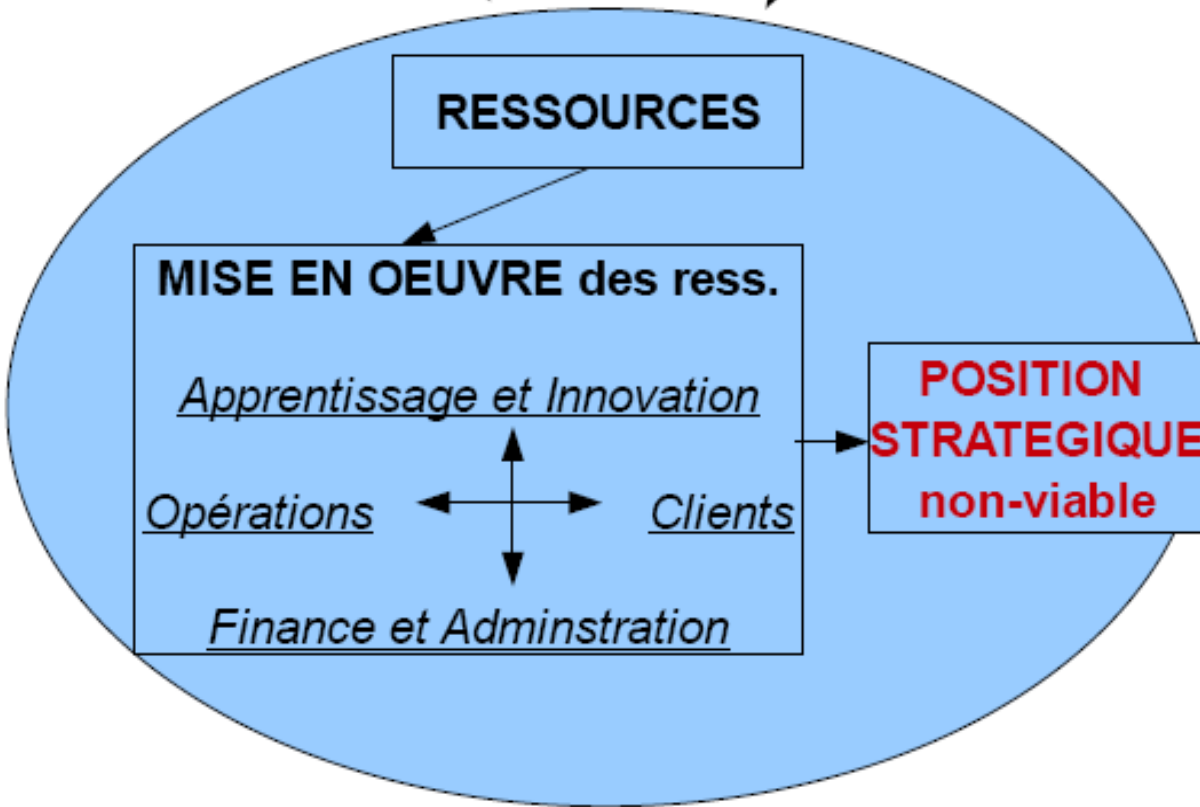 RESSOURCES
MISE EN OEUVRE des ress.
Apprentissage et Innovation
Opérations
Clients
Finance et Adminstration
POSITION
STRATEGIQUE
non-viable